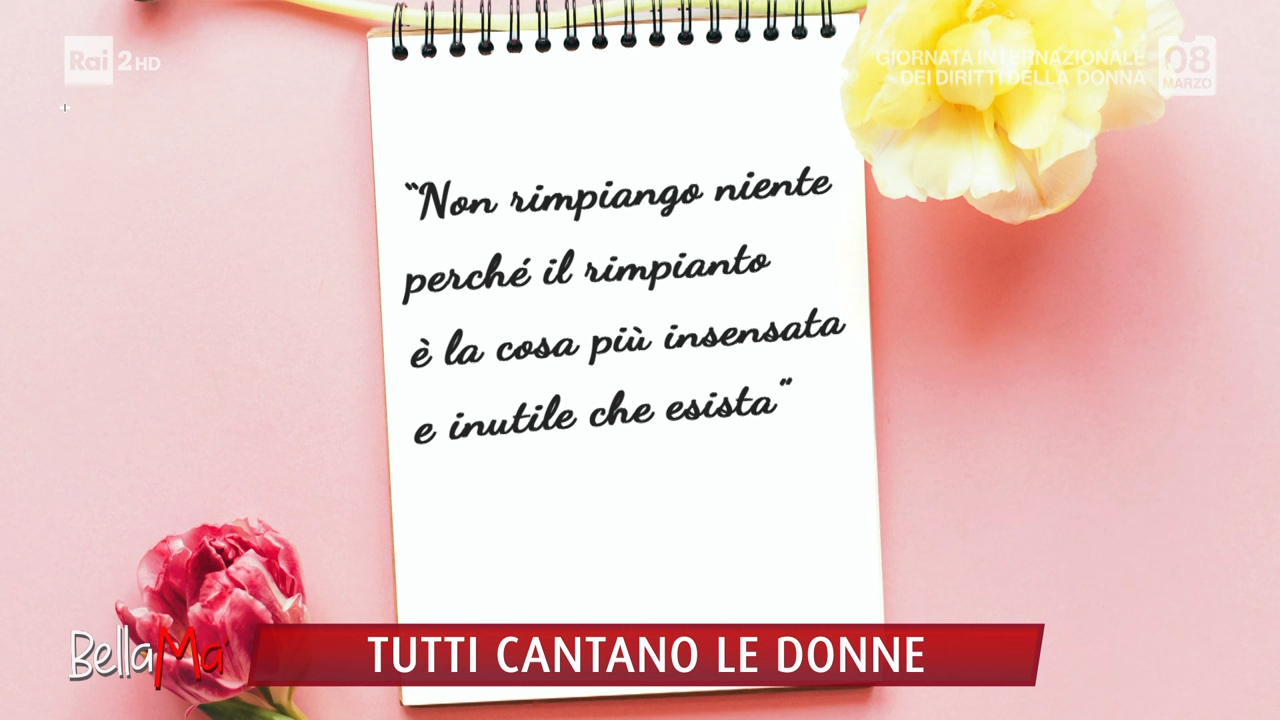 Rai 2 HD
GIORNATA INTERNAZIONALE
DEI DIRITTI DELLA DONNA
08
MARZO
“Non rimpiango niente
perché il rimpianto
è la cosa più insensata
e inutile che esista”
BellaMa'
TUTTI CANTANO LE DONNE